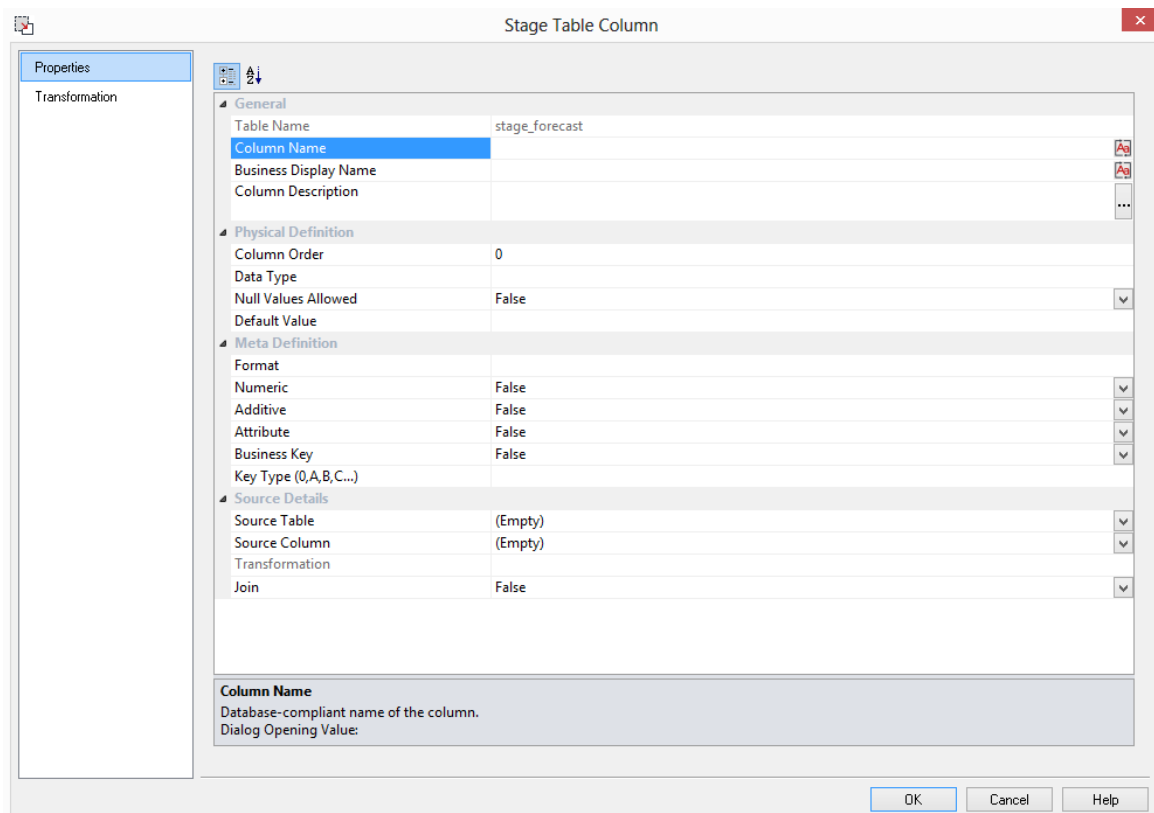 Stage Table Column
Properties
Transformation
General
Table Name stage_forecast
Column Name
Business Display Name
Column Description
...
Physical Definition
Column Order 0
Data Type
Null Values Allowed False
Default Value
Meta Definition
Format
Numeric False
Additive False
Attribute False
Business Key False
Key Type (0,A,B,C...)
Source Details
Source Table (Empty)
Source Column (Empty)
Transformation
Join False
Column Name
Database-compliant name of the column.
Dialog Opening Value:
OK Cancel Help